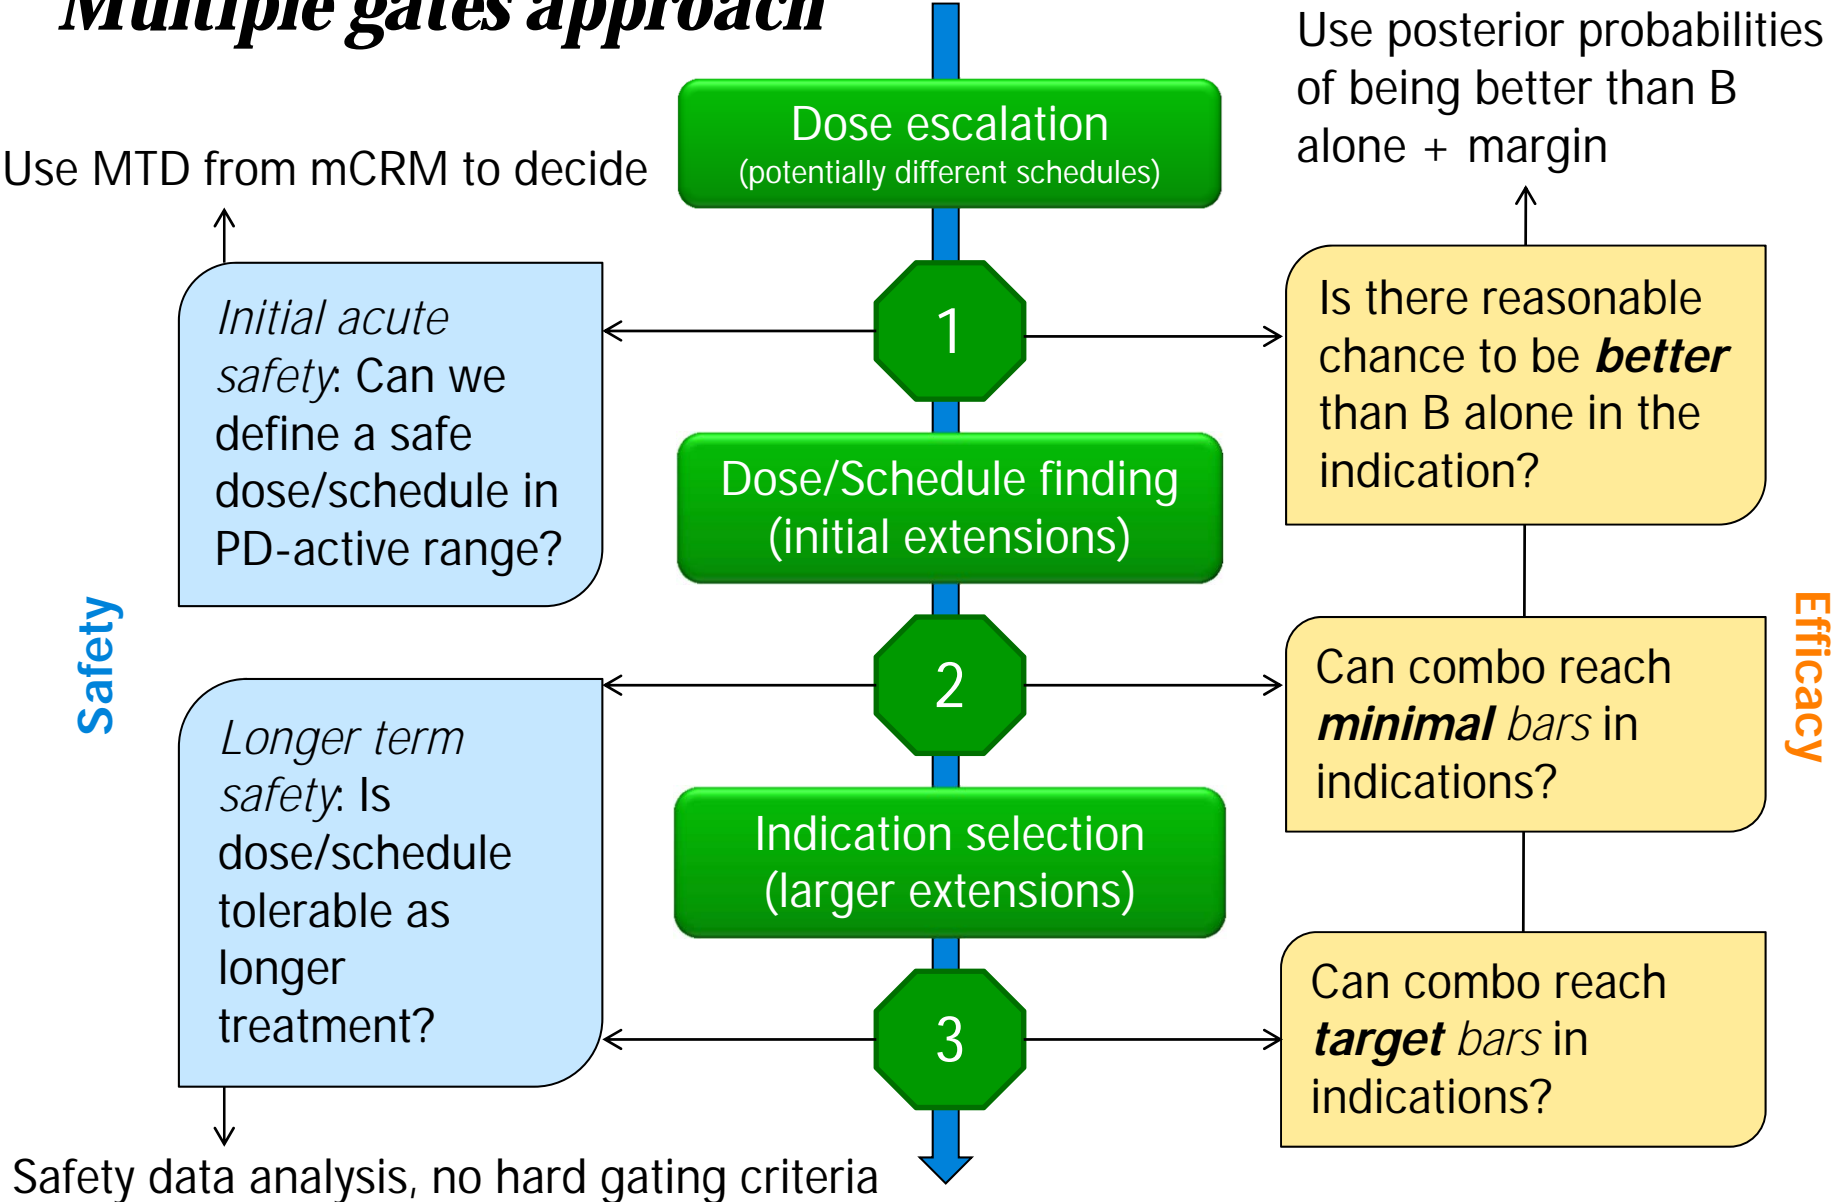 Multiple gates approach
Use posterior probabilities
of being better than B
alone + margin
Dose escalation
(potentially different schedules)
Use MTD from mCRM to decide
1
Initial acute
safety: Can we
define a safe
dose/schedule in
PD-active range?
Is there reasonable
chance to be better
than B alone in the
indication?
Dose/Schedule finding
(initial extensions)
Safety
Efficacy
2
Can combo reach
minimal bars in
indications?
Longer term
safety: Is
dose/schedule
tolerable as
longer
treatment?
Indication selection
(larger extensions)
3
Can combo reach
target bars in
indications?
Safety data analysis, no hard gating criteria